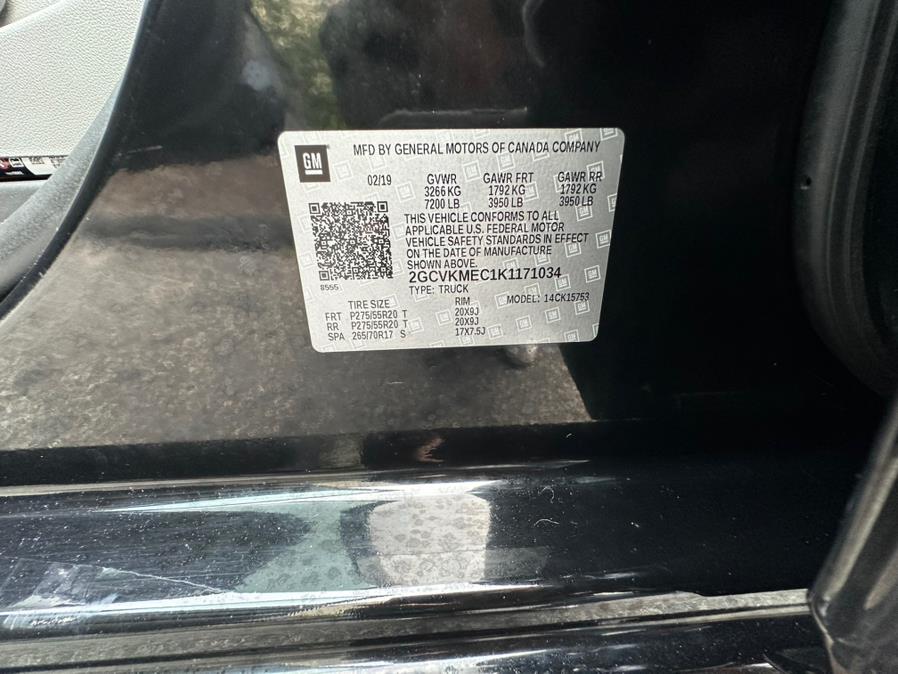 GM
MFD BY GENERAL MOTORS OF CANADA COMPANY
02/19 GVWR GAWR FRT GAWR RR
3266 KG 1792 KG 1792 KG
7200 LB 3950 LB 3950 LB
THIS VEHICLE CONFORMS TO ALL
APPLICABLE U.S. FEDERAL MOTOR
VEHICLE SAFETY STANDARDS IN EFFECT
ON THE DATE OF MANUFACTURE
SHOWN ABOVE.
8555 2GCVKMEC1K1171034
TYPE: TRUCK MODEL: 14CK15753
TIRE SIZE RIM
FRT P275/55R20 T 20X9J
RR P275/55R20 T 20X9J
SPA 265/70R17 S 17X7.5J